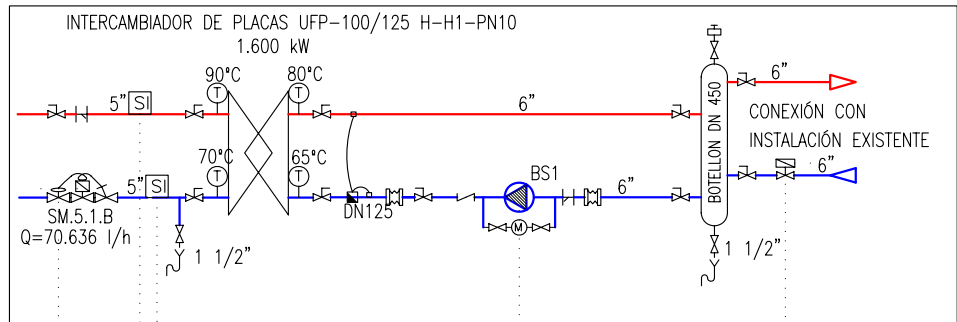 INTERCAMBIADOR DE PLACAS UFP-100/125 H-H1-PN10
1.600 kW
90°C
80°C
5"
SI
T
T
6"
6"
BOTELLON DN 450
CONEXIÓN CON
INSTALACIÓN EXISTENTE
70°C
65°C
5"
SI
T
T
BS1
6"
6"
DN125
SM.5.1.B
Q=70.636 l/h
M
1 1/2"
1 1/2"